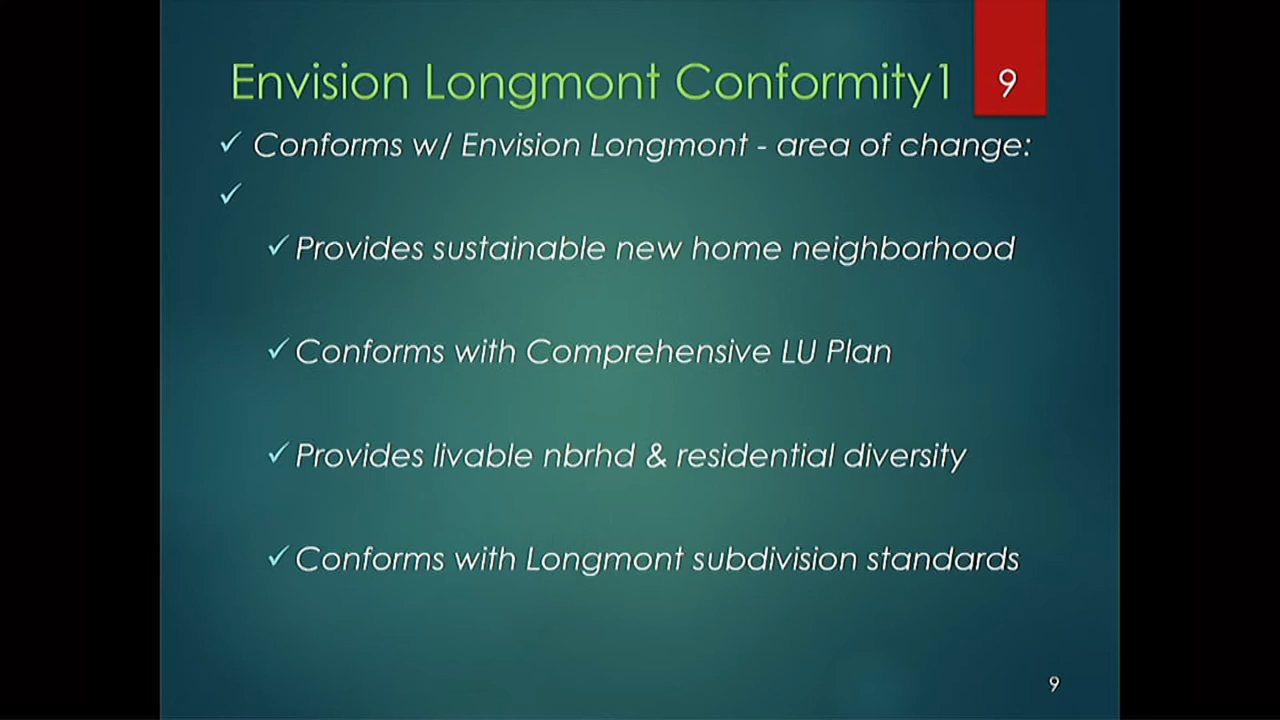 Envision Longmont Conformity1
9
✓ Conforms w/ Envision Longmont - area of change:
✓
✓ Provides sustainable new home neighborhood
✓ Conforms with Comprehensive LU Plan
✓ Provides livable nbrhd & residential diversity
✓ Conforms with Longmont subdivision standards
9